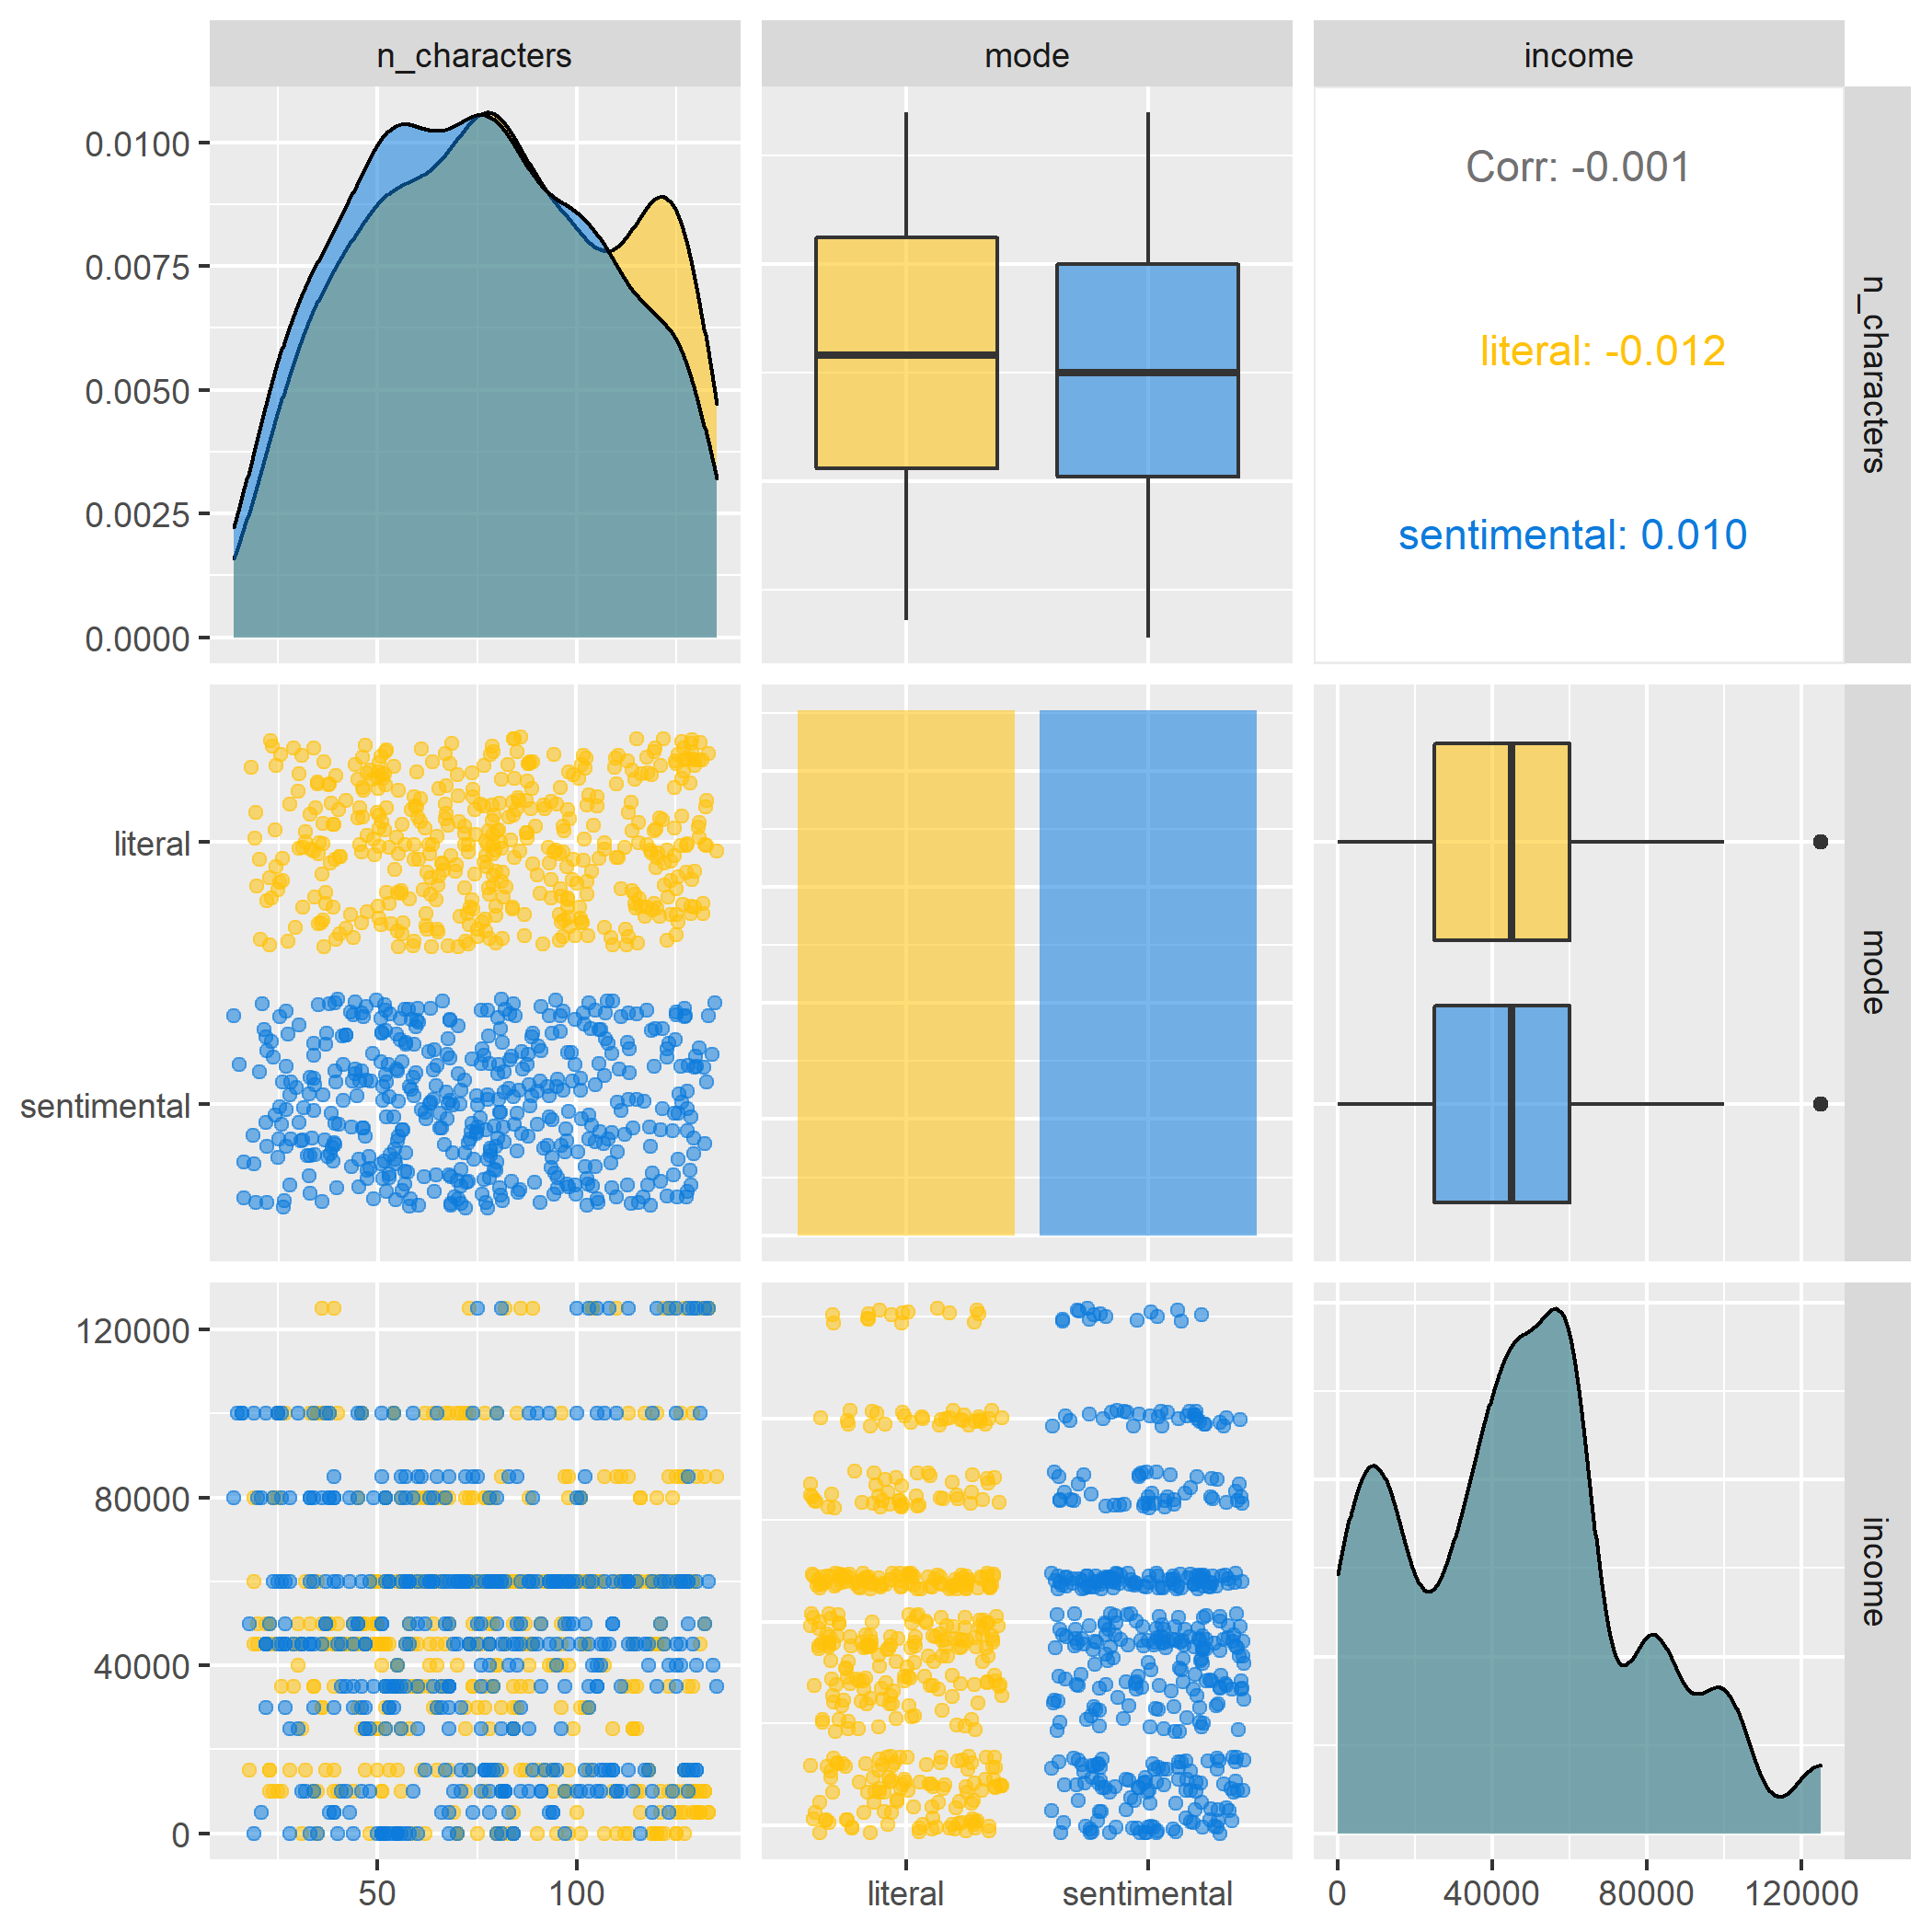 n_characters
mode
income
0.0100
0.0075
0.0050
0.0025
0.0000
Corr: -0.001
literal: -0.012
sentimental: 0.010
n_characters
literal
sentimental
mode
120000
80000
40000
0
income
50
100
literal
sentimental
0
40000
80000
120000